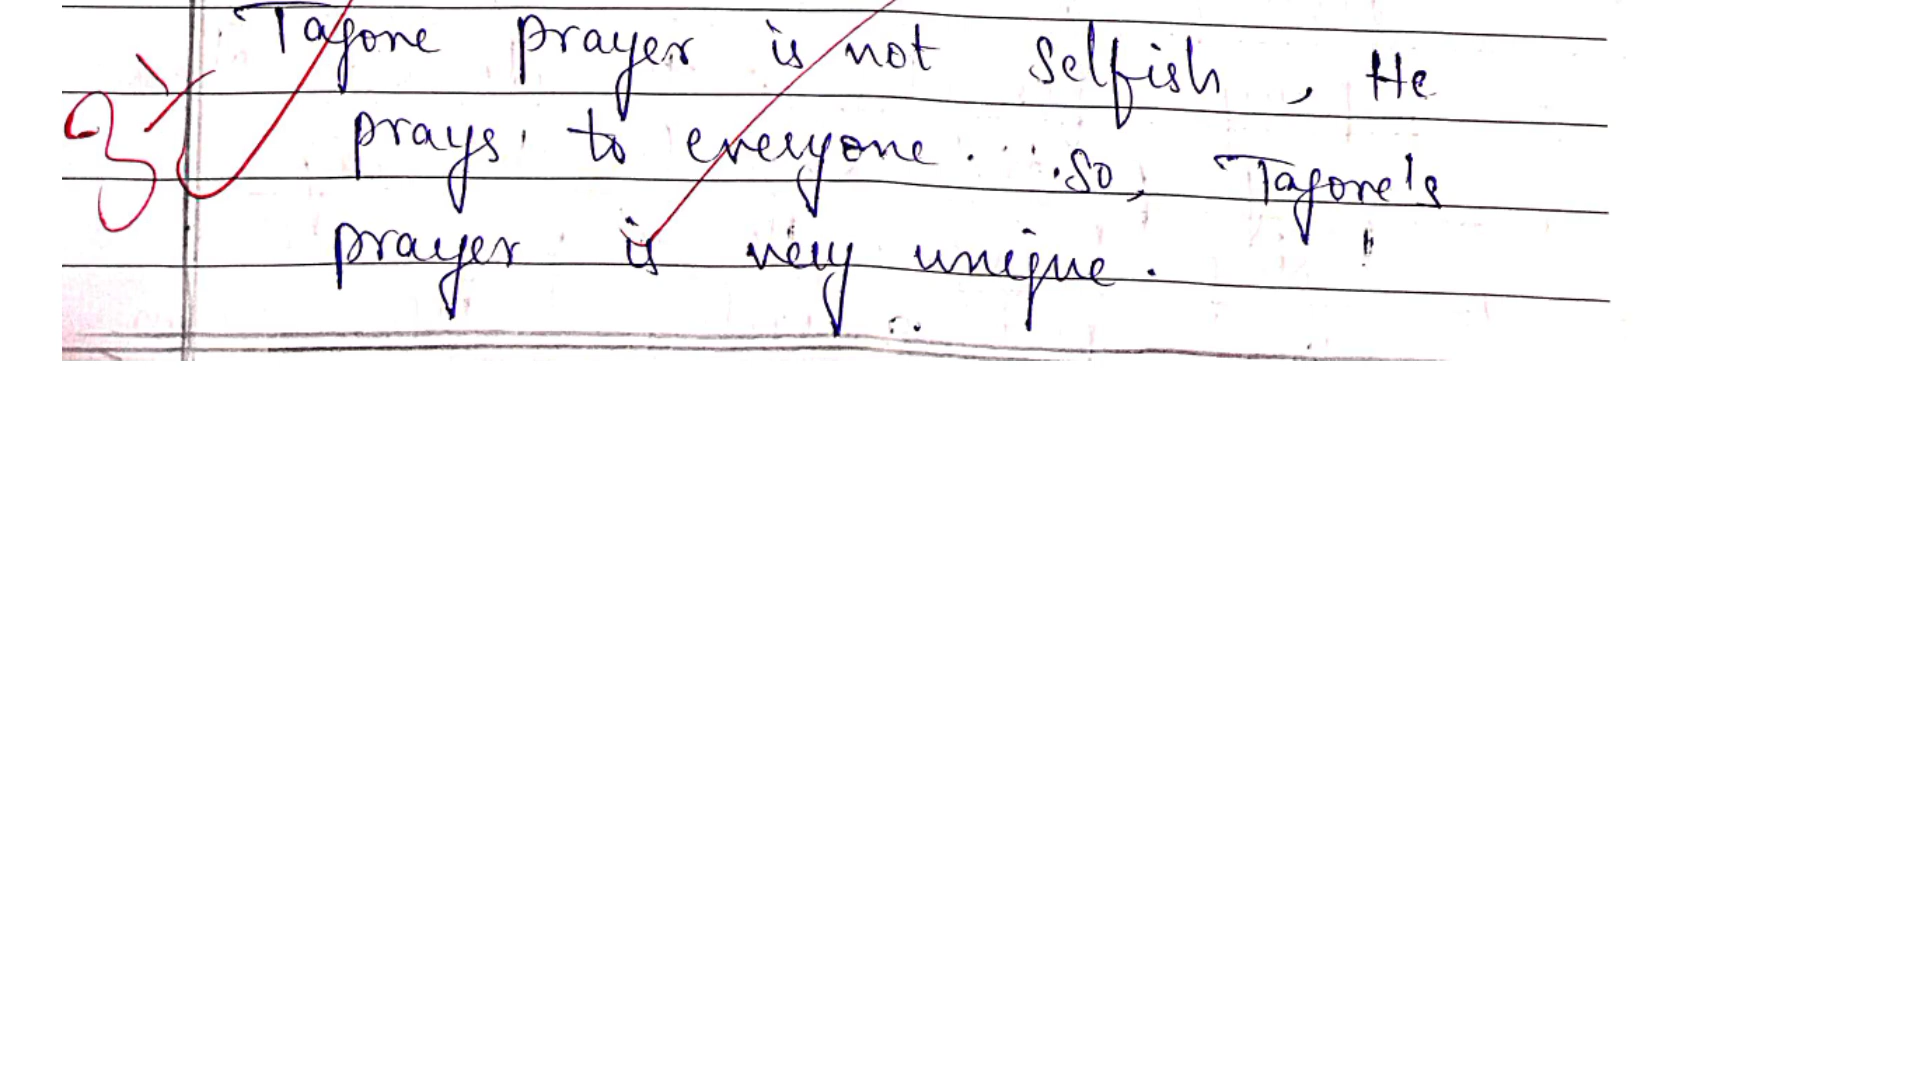 Tagore prayer is not selfish, He
prays to everyone. So, Tagore's
prayer is very unique.